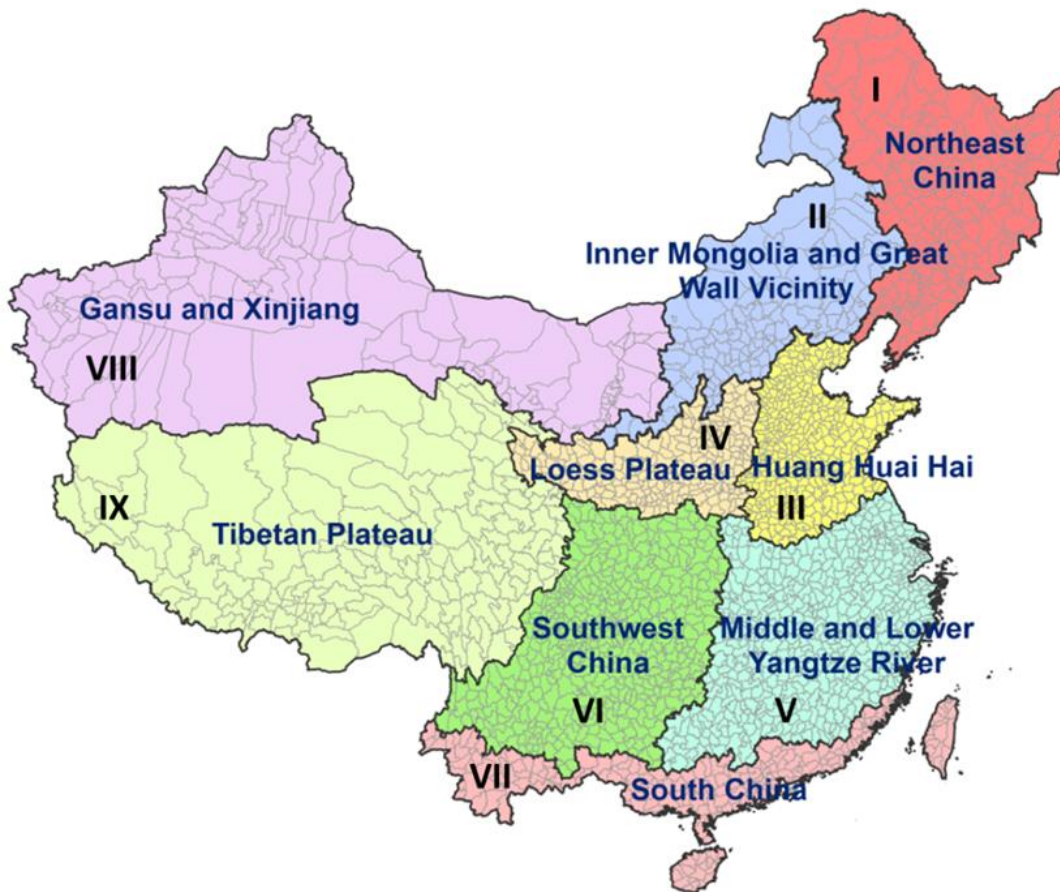 I
Northeast
China
II
Inner Mongolia and Great
Wall Vicinity
Gansu and Xinjiang
VIII
IV
Loess Plateau
Huang Huai Hai
III
IX
Tibetan Plateau
Southwest
China
VI
Middle and Lower
Yangtze River
V
VII
South China